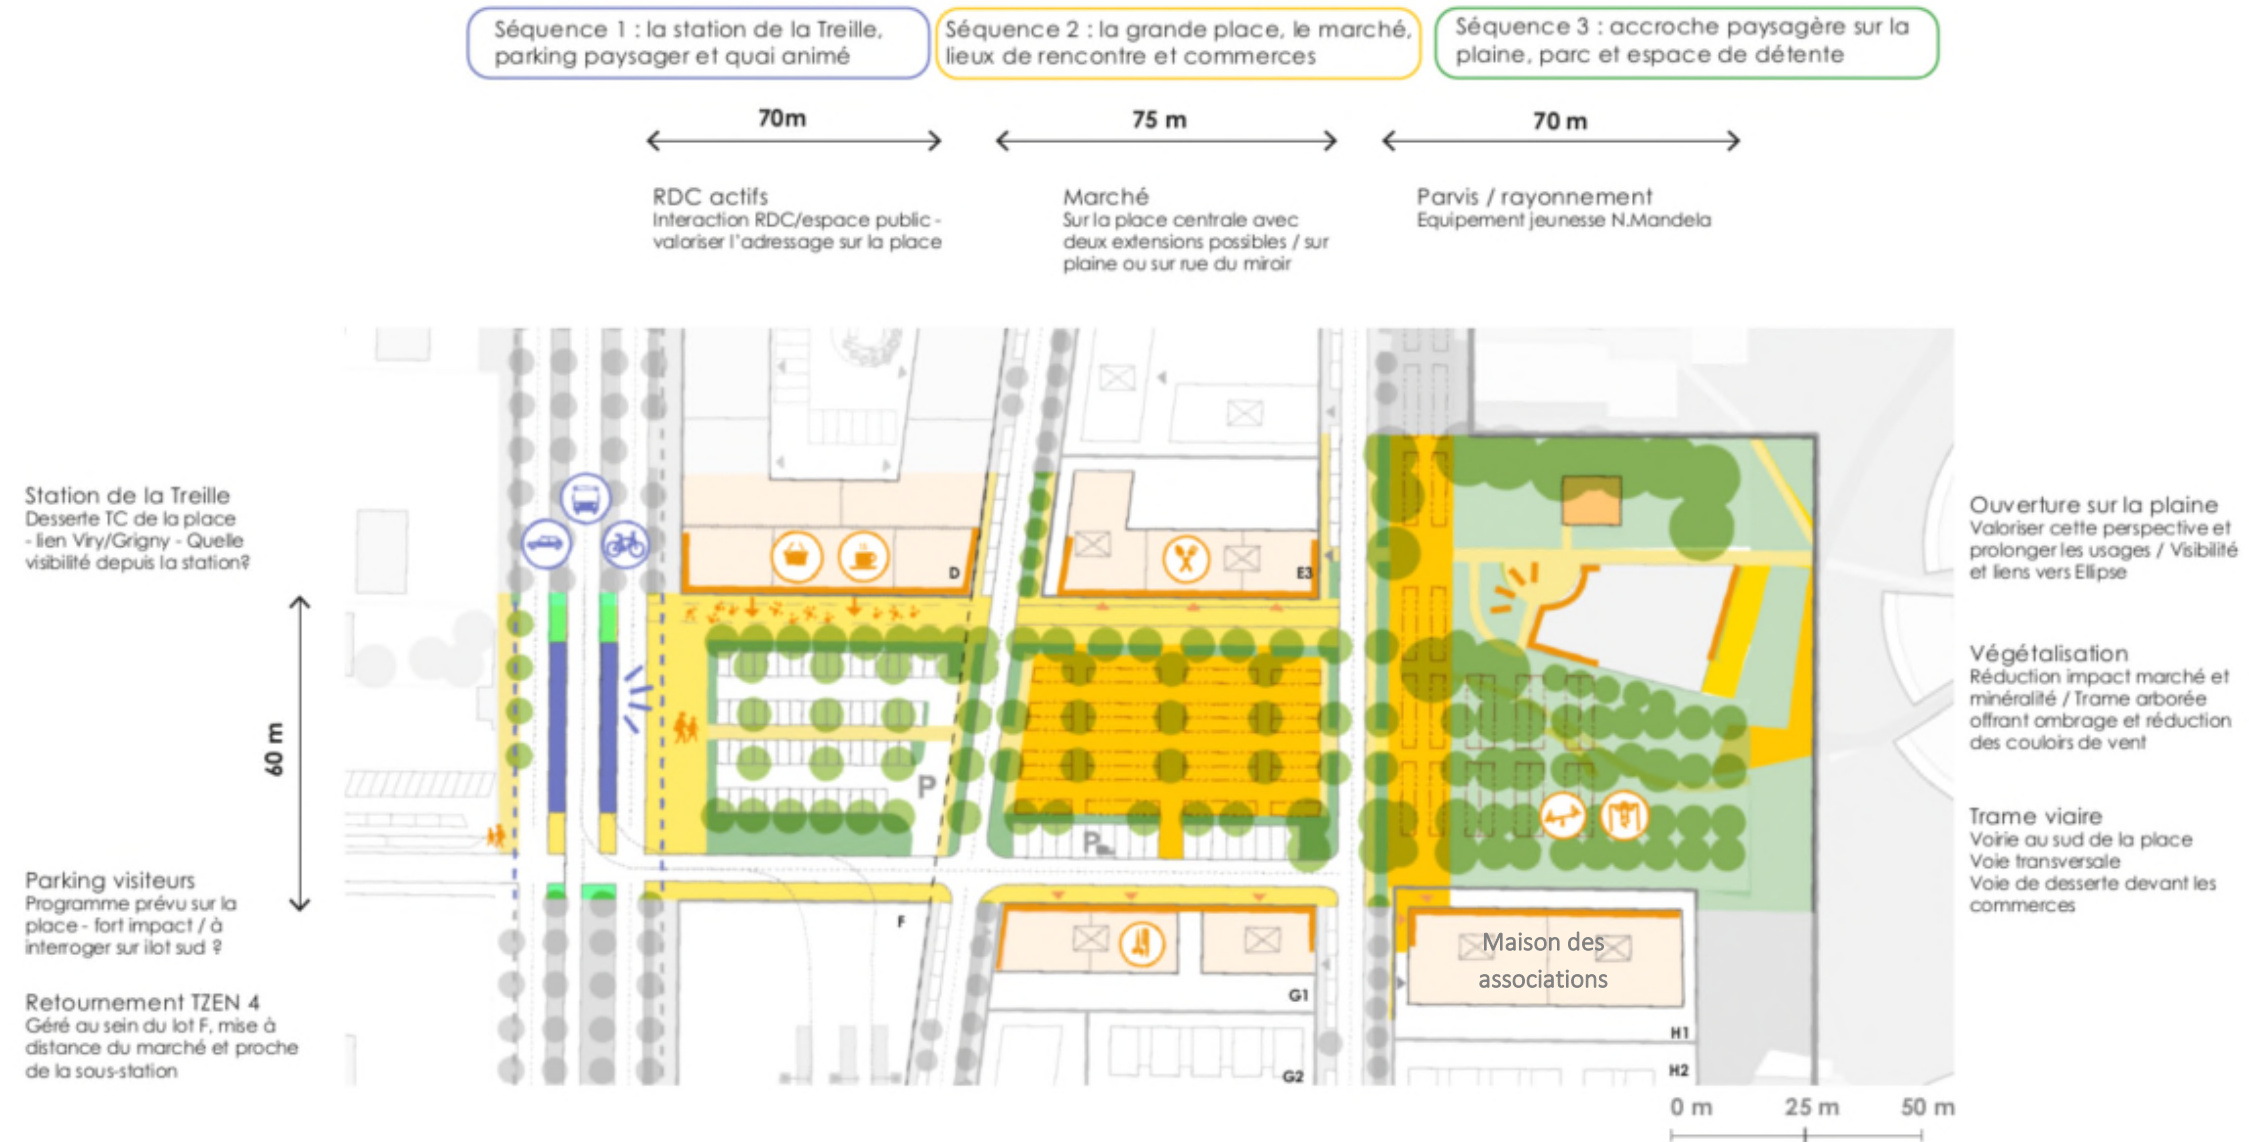 Séquence 1 : la station de la Treille,
parking paysager et quai animé
Séquence 2 : la grande place, le marché,
lieux de rencontre et commerces
Séquence 3 : accroche paysagère sur la
plaine, parc et espace de détente
70m
75 m
70 m
RDC actifs
Interaction RDC/espace public -
valoriser l'adressage sur la place
Marché
Sur la place centrale avec
deux extensions possibles / sur
plaine ou sur rue du miroir
Parvis / rayonnement
Equipement jeunesse N.Mandela
Station de la Treille
Desserte TC de la place
- lien Viry/Grigny - Quelle
visibilité depuis la station?
60 m
Parking visiteurs
Programme prévu sur la
place - fort impact / à
interroger sur ilot sud ?
Retournement TZEN 4
Géré au sein du lot F, mise à
distance du marché et proche
de la sous-station
D
E3
P
P
F
G1
G2
Maison des
associations
H1
H2
Ouverture sur la plaine
Valoriser cette perspective et
prolonger les usages / Visibilité
et liens vers Ellipse
Végétalisation
Réduction impact marché et
minéralité / Trame arborée
offrant ombrage et réduction
des couloirs de vent
Trame viaire
Voirie au sud de la place
Voie transversale
Voie de desserte devant les
commerces
0 m 25 m 50 m